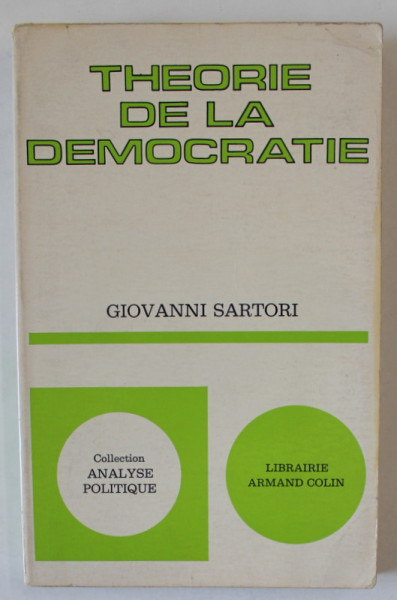 THEORIE
DE LA
DEMOCRATIE
GIOVANNI SARTORI
Collection
ANALYSE
POLITIQUE
LIBRAIRIE
ARMAND COLIN